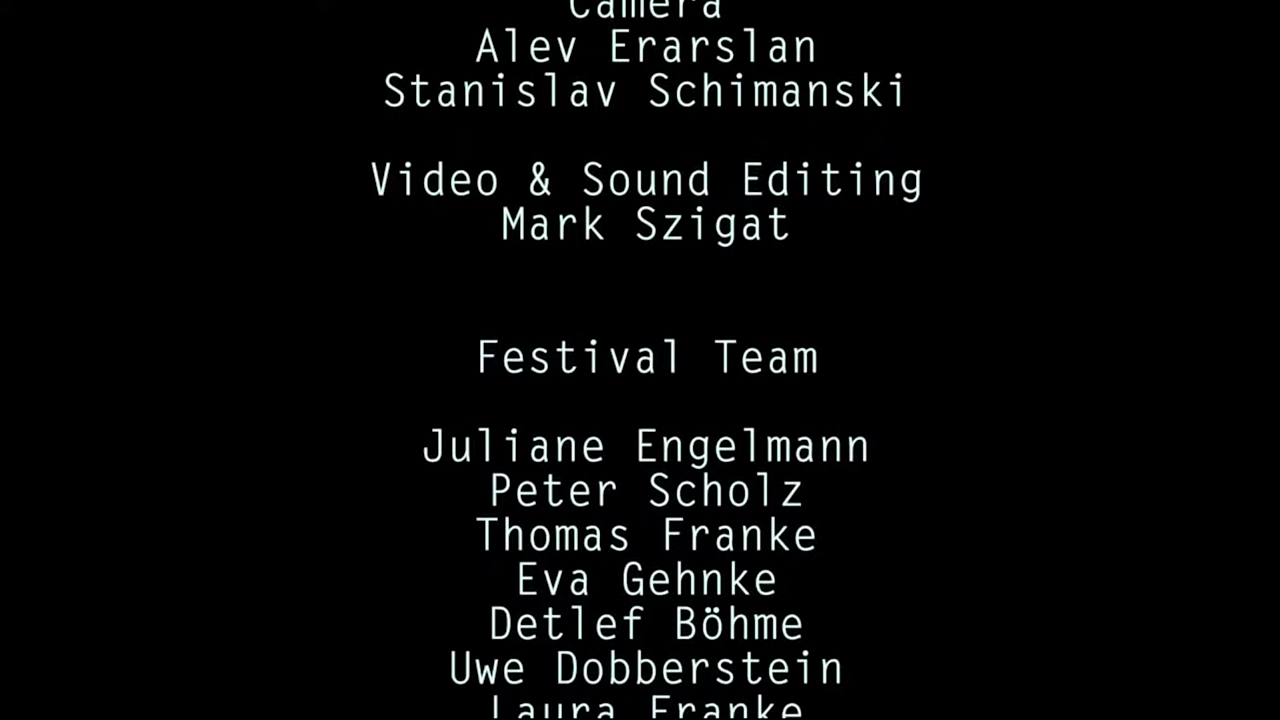 Camera
Alev Erarslan
Stanislav Schimanski
Video & Sound Editing
Mark Szigat
Festival Team
Juliane Engelmann
Peter Scholz
Thomas Franke
Eva Gehnke
Detlef Böhme
Uwe Dobberstein
Laura Franke